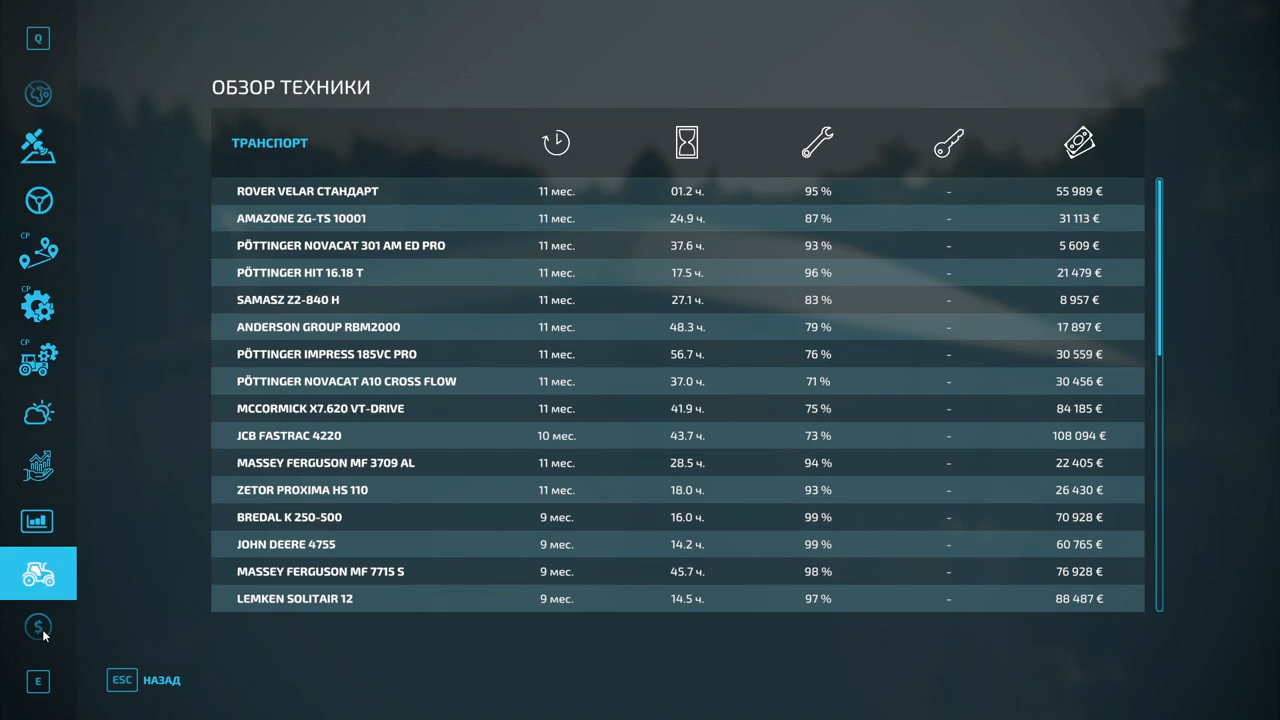 Q
ОБЗОР ТЕХНИКИ
ТРАНСПОРТ
ROVER VELAR СТАНДАРТ 11 мес. 01.2 ч. 95 % - 55 989 €
AMAZONE ZG-TS 10001 11 мес. 24.9 ч. 87 % - 31 113 €
PÖTTINGER NOVACAT 301 AM ED PRO 11 мес. 37.6 ч. 93 % - 5 609 €
PÖTTINGER HIT 16.18 T 11 мес. 17.5 ч. 96 % - 21 479 €
SAMASZ Z2-840 H 11 мес. 27.1 ч. 83 % - 8 957 €
ANDERSON GROUP RBM2000 11 мес. 48.3 ч. 79 % - 17 897 €
PÖTTINGER IMPRESS 185VC PRO 11 мес. 56.7 ч. 76 % - 30 559 €
PÖTTINGER NOVACAT A10 CROSS FLOW 11 мес. 37.0 ч. 71 % - 30 456 €
MCCORMICK X7.620 VT-DRIVE 11 мес. 41.9 ч. 75 % - 84 185 €
JCB FASTRAC 4220 10 мес. 43.7 ч. 73 % - 108 094 €
MASSEY FERGUSON MF 3709 AL 11 мес. 28.5 ч. 94 % - 22 405 €
ZETOR PROXIMA HS 110 11 мес. 18.0 ч. 93 % - 26 430 €
BREDAL K 250-500 9 мес. 16.0 ч. 99 % - 70 928 €
JOHN DEERE 4755 9 мес. 14.2 ч. 99 % - 60 765 €
MASSEY FERGUSON MF 7715 S 9 мес. 45.7 ч. 98 % - 76 928 €
LEMKEN SOLITAIR 12 9 мес. 14.5 ч. 97 % - 88 487 €
CP
CP
CP
$
E
ESC НАЗАД